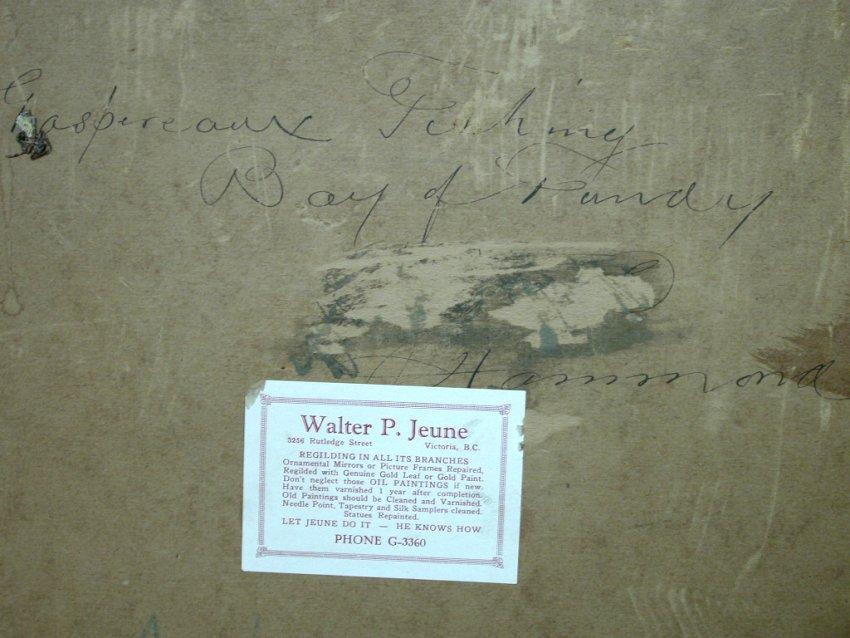 Gaspereaux Fishing
Bay of Fundy
Hammond
Walter P. Jeune
3256 Rutledge Street Victoria, B.C.
REGILDING IN ALL ITS BRANCHES
Ornamental Mirrors or Picture Frames Repaired,
Regilded with Genuine Gold Leaf or Gold Paint.
Don't neglect those OIL PAINTINGS if new.
Have them varnished 1 year after completion.
Old Paintings should be Cleaned and Varnished.
Needle Point, Tapestry and Silk Samplers cleaned.
Statues Repainted.
LET JEUNE DO IT — HE KNOWS HOW.
PHONE G-3360